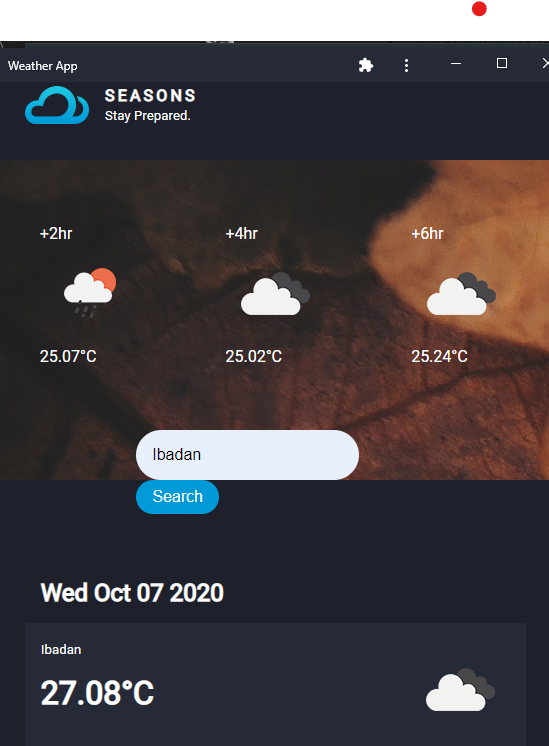 Weather App
SEASONS
Stay Prepared.
+2hr +4hr +6hr
25.07°C 25.02°C 25.24°C
Ibadan
Search
Wed Oct 07 2020
Ibadan
27.08°C